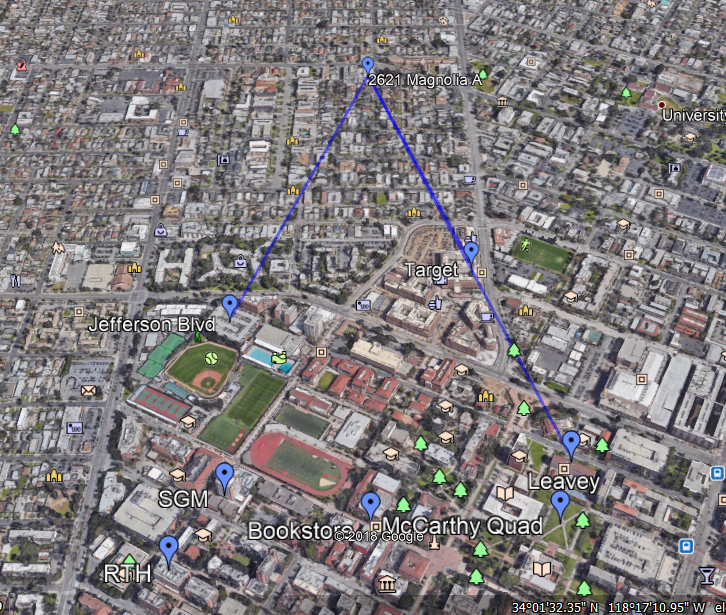 2621 Magnolia A
University
Target
Jefferson Blvd
Leavey
SGM
Bookstore
McCarthy Quad
© 2018 Google
RTH
34°01'32.35" N 118°17'10.95" W el